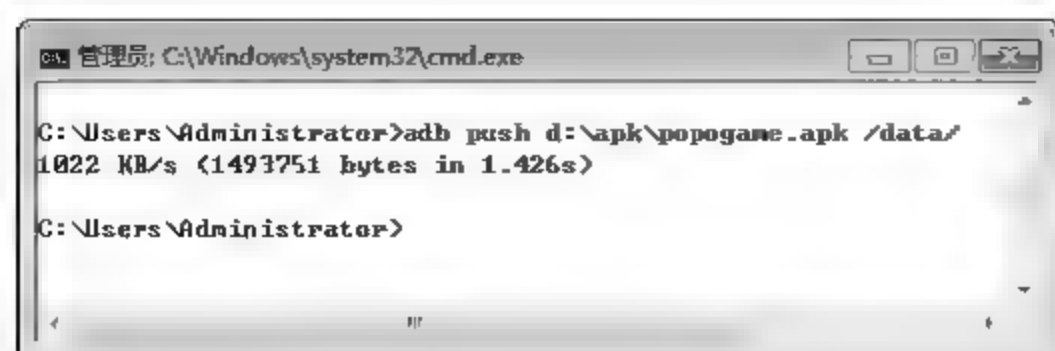 管理员: C:\Windows\system32\cmd.exe
C:\Users\Administrator>adb push d:\apk\popogame.apk /data/
1022 KB/s (1493751 bytes in 1.426s)
C:\Users\Administrator>